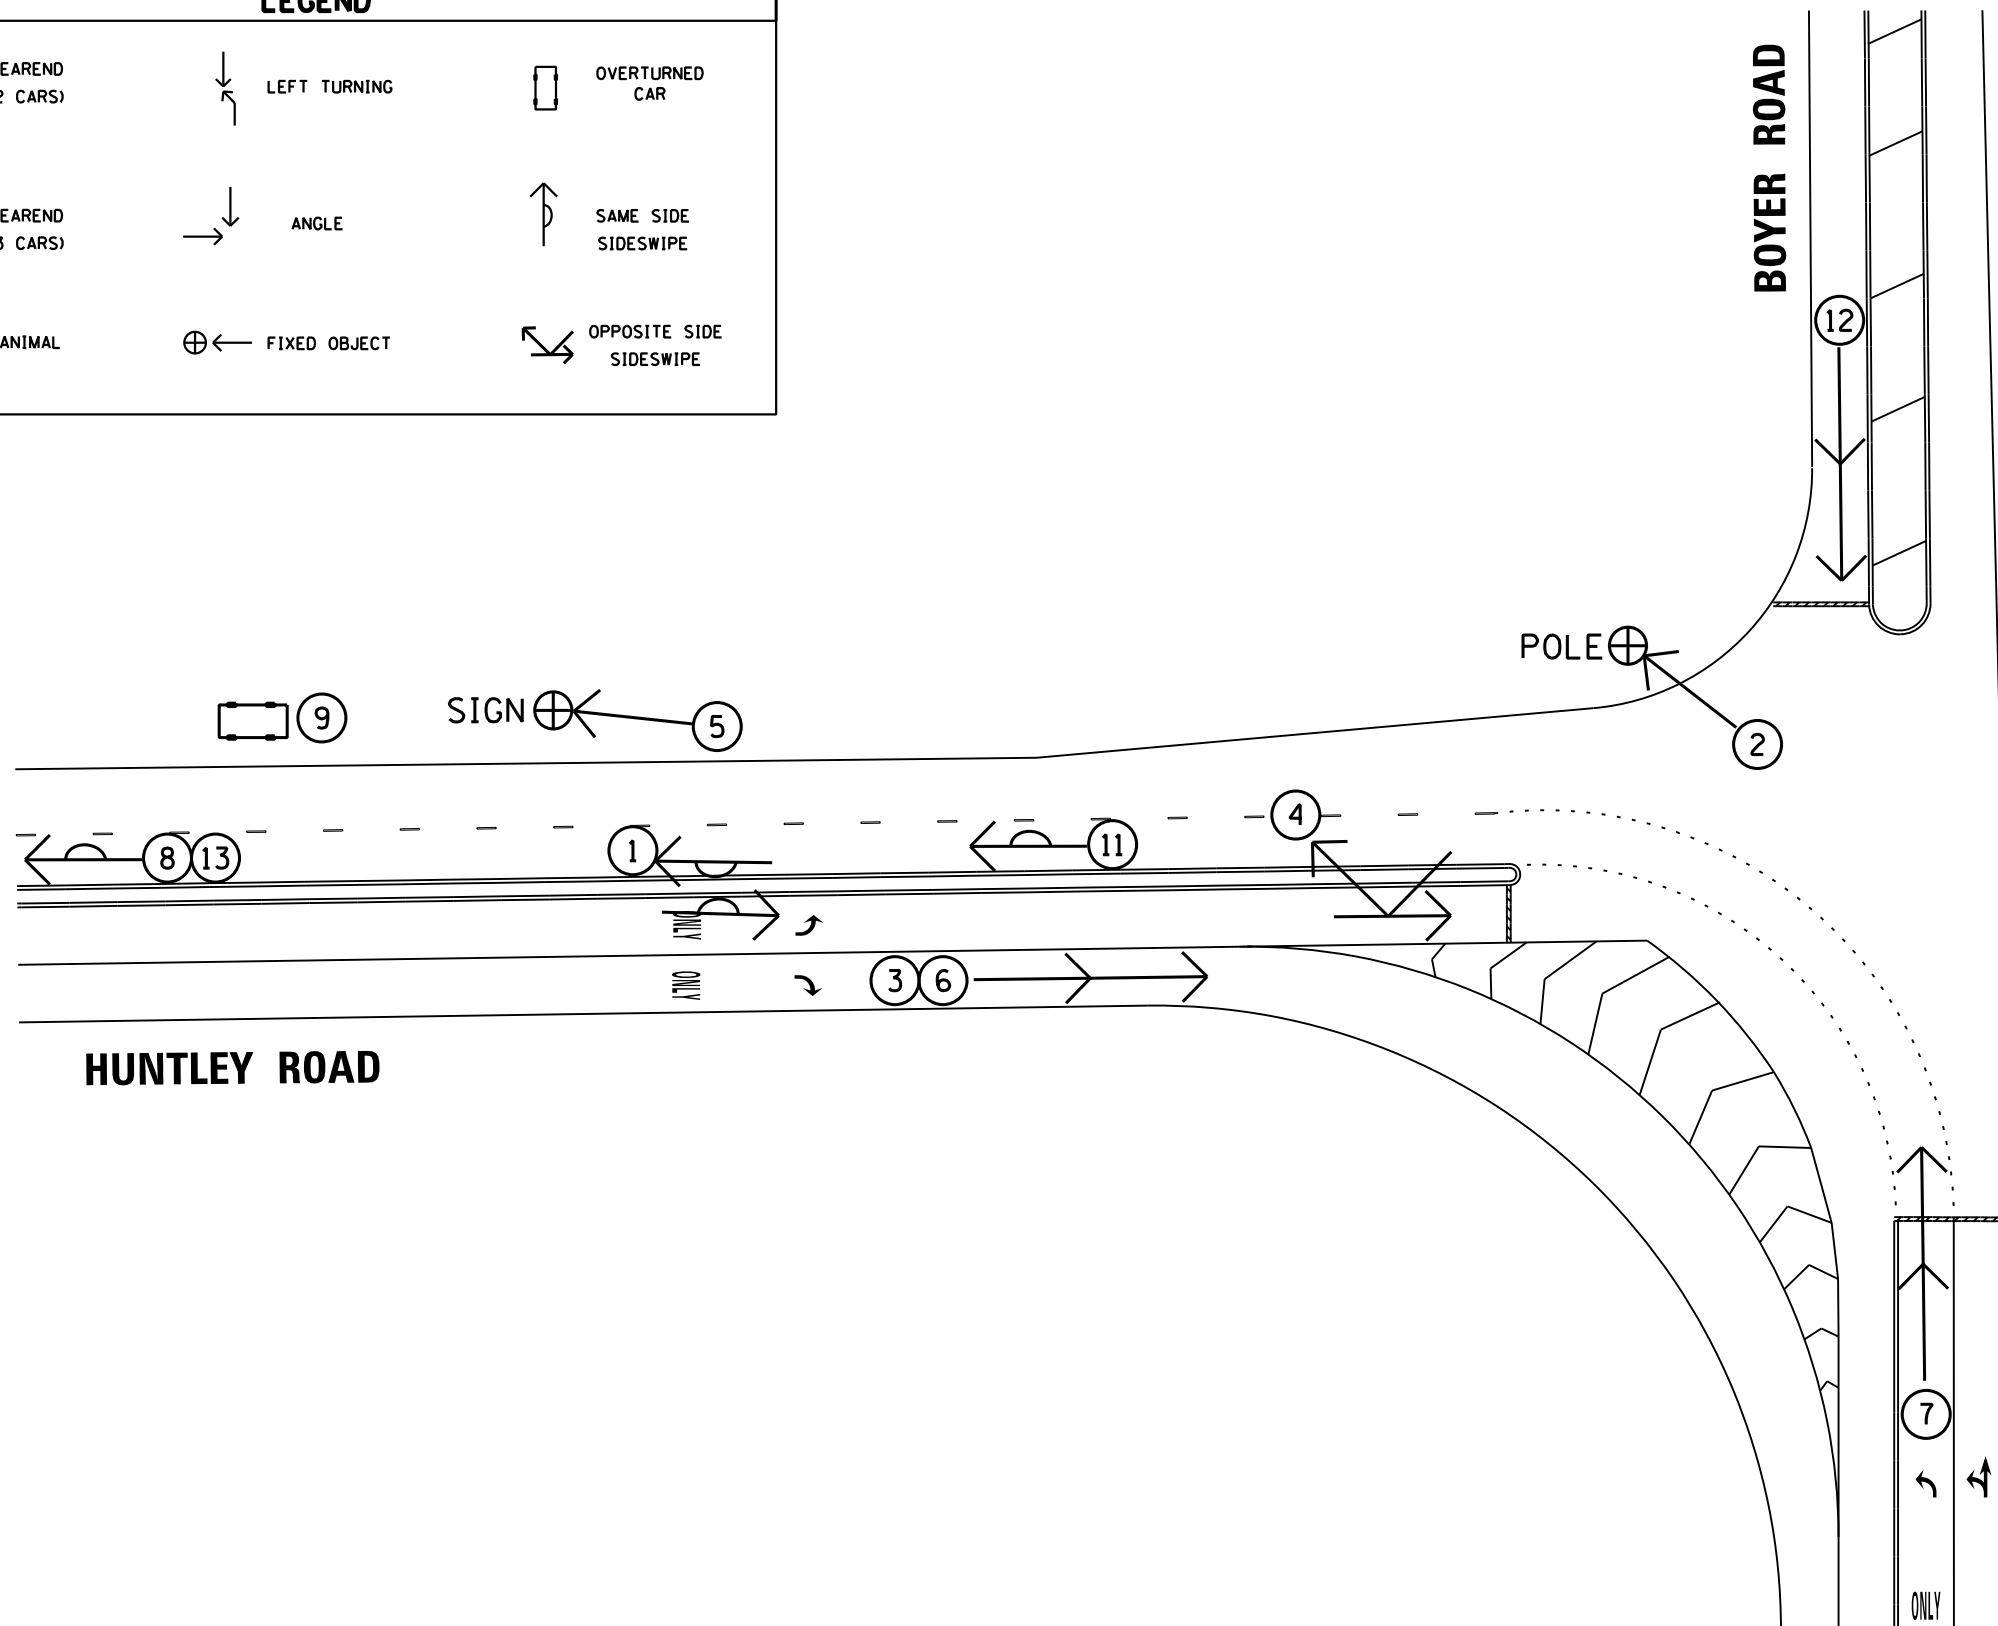 LEGEND
EAREND
2 CARS)
LEFT TURNING
OVERTURNED
CAR
EAREND
3 CARS)
ANGLE
SAME SIDE
SIDESWIPE
ANIMAL
FIXED OBJECT
OPPOSITE SIDE
SIDESWIPE
BOYER ROAD
12
POLE
2
9
SIGN
5
4
8
13
1
11
ONLY
ONLY
3
6
HUNTLEY ROAD
7
ONLY